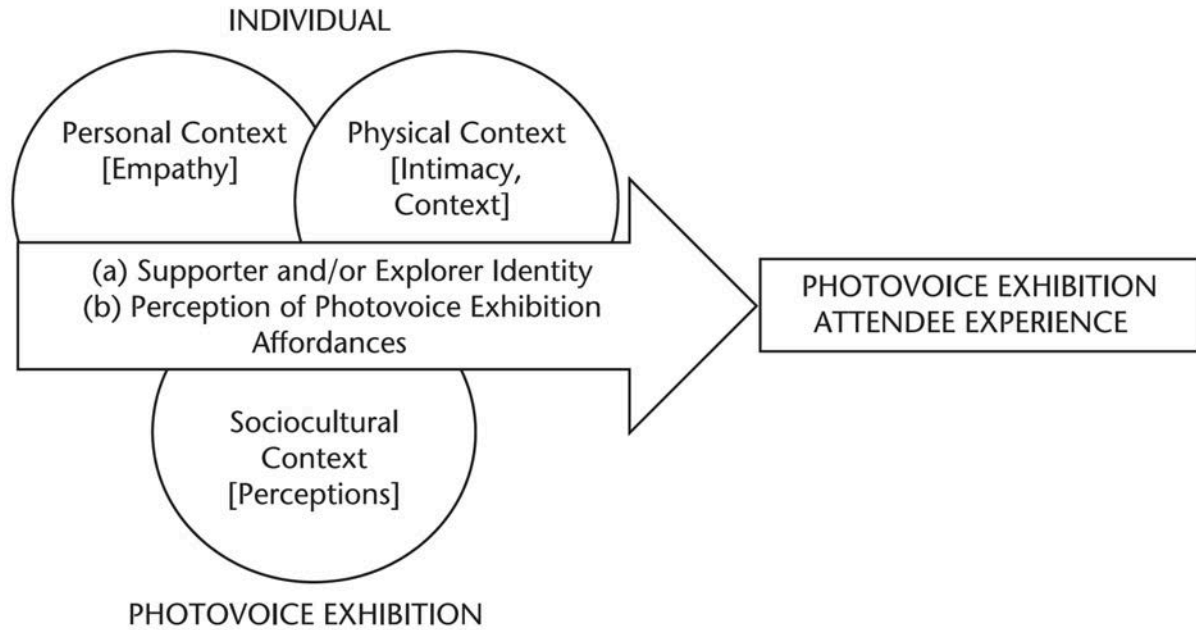 INDIVIDUAL
Personal Context
[Empathy]
Physical Context
[Intimacy,
Context]
(a) Supporter and/or Explorer Identity
(b) Perception of Photovoice Exhibition
Affordances
PHOTOVOICE EXHIBITION
ATTENDEE EXPERIENCE
Sociocultural
Context
[Perceptions]
PHOTOVOICE EXHIBITION